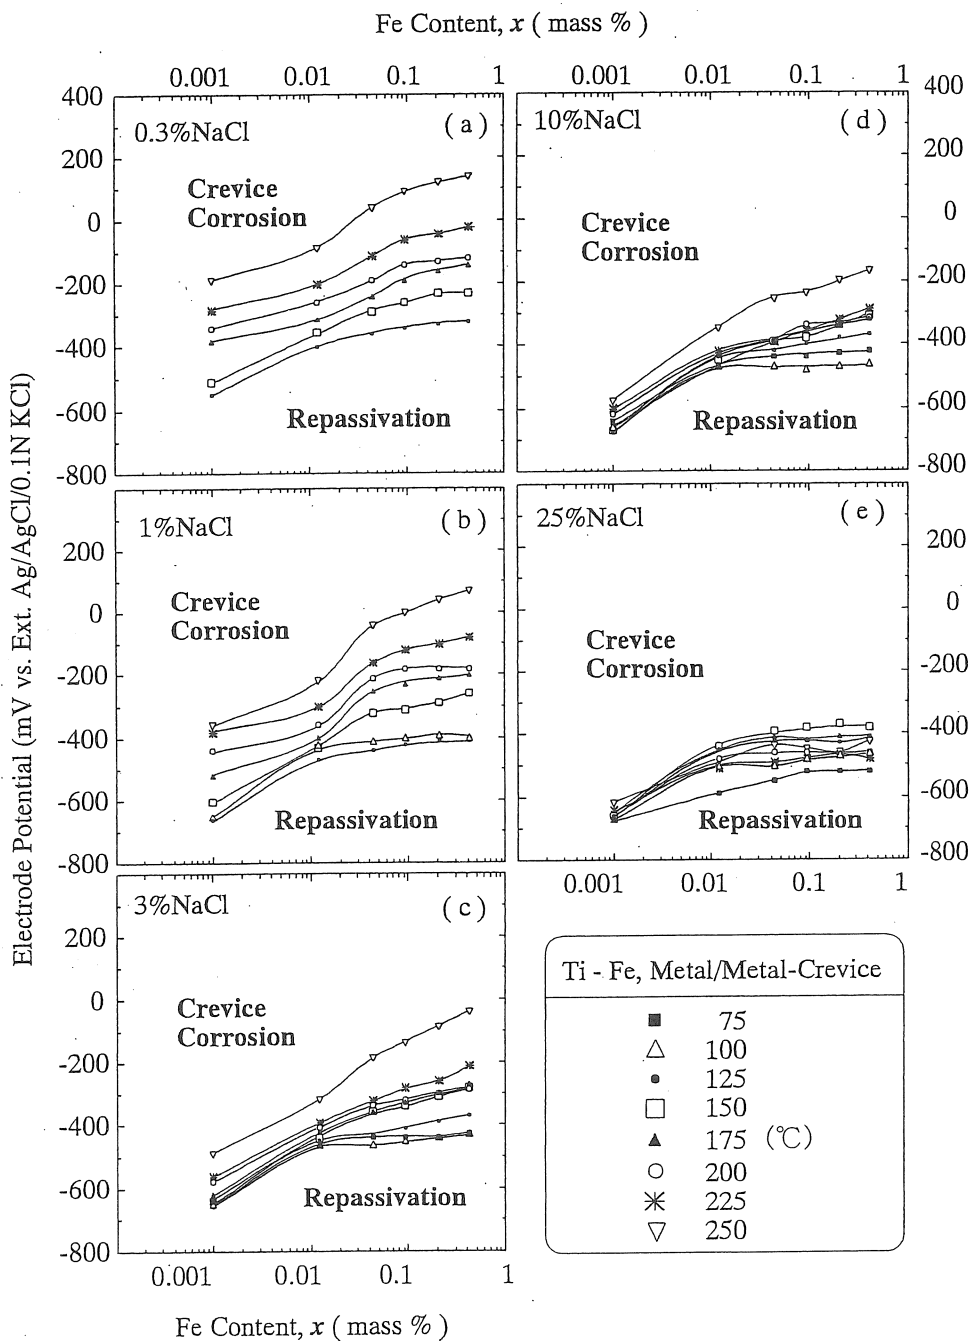 Fe Content, x ( mass % )
0.001 0.01 0.1 1
0.001 0.01 0.1 1
400
200
0
-200
-400
-600
-800
0.3%NaCl
( a )
Crevice
Corrosion
Repassivation
10%NaCl
( d )
Crevice
Corrosion
Repassivation
400
200
0
-200
-400
-600
-800
Electrode Potential (mV vs. Ext. Ag/AgCl/0.1N KCl)
200
0
-200
-400
-600
-800
1%NaCl
( b )
Crevice
Corrosion
Repassivation
25%NaCl
( e )
Crevice
Corrosion
Repassivation
200
0
-200
-400
-600
-800
0.001 0.01 0.1 1
200
0
-200
-400
-600
-800
3%NaCl
( c )
Crevice
Corrosion
Repassivation
0.001 0.01 0.1 1
Fe Content, x ( mass % )
Ti - Fe, Metal/Metal-Crevice
75
100
125
150
175 (℃)
200
225
250